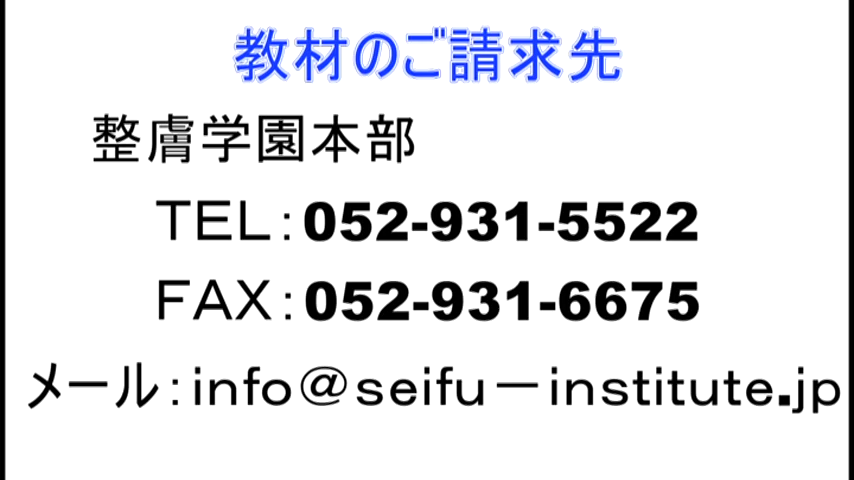 教材のご請求先
整膚学園本部
TEL:052-931-5522
FAX:052-931-6675
メール:info@seifu－institute.jp